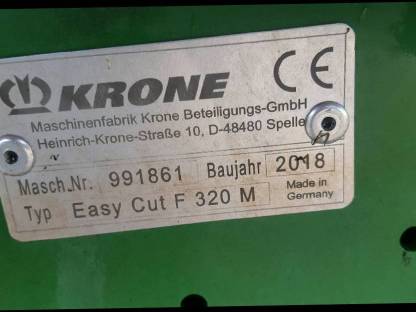 KRONE CE
Maschinenfabrik Krone Beteiligungs-GmbH
Heinrich-Krone-Straße 10, D-48480 Spelle
Masch.Nr. 991861 Baujahr 2018
Typ Easy Cut F 320 M Made in
Germany